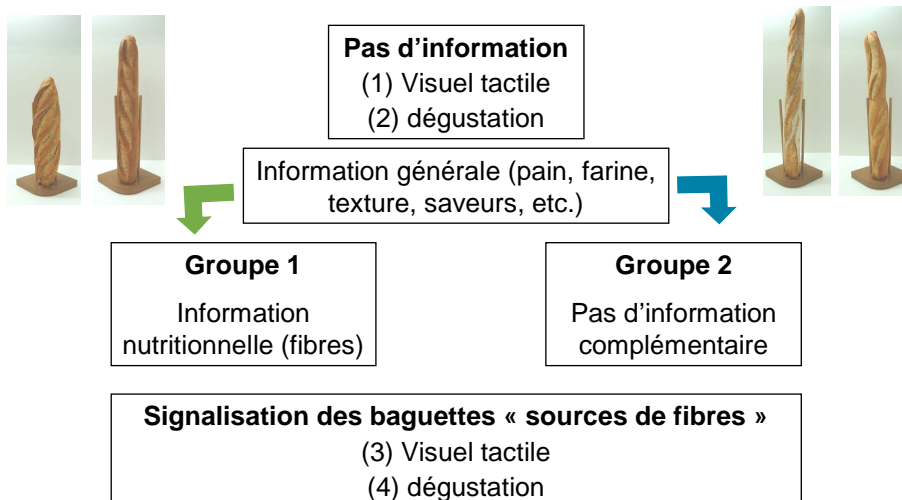 Pas d'information
(1) Visuel tactile
(2) dégustation
Information générale (pain, farine,
texture, saveurs, etc.)
Groupe 1
Information
nutritionnelle (fibres)
Groupe 2
Pas d'information
complémentaire
Signalisation des baguettes « sources de fibres »
(3) Visuel tactile
(4) dégustation